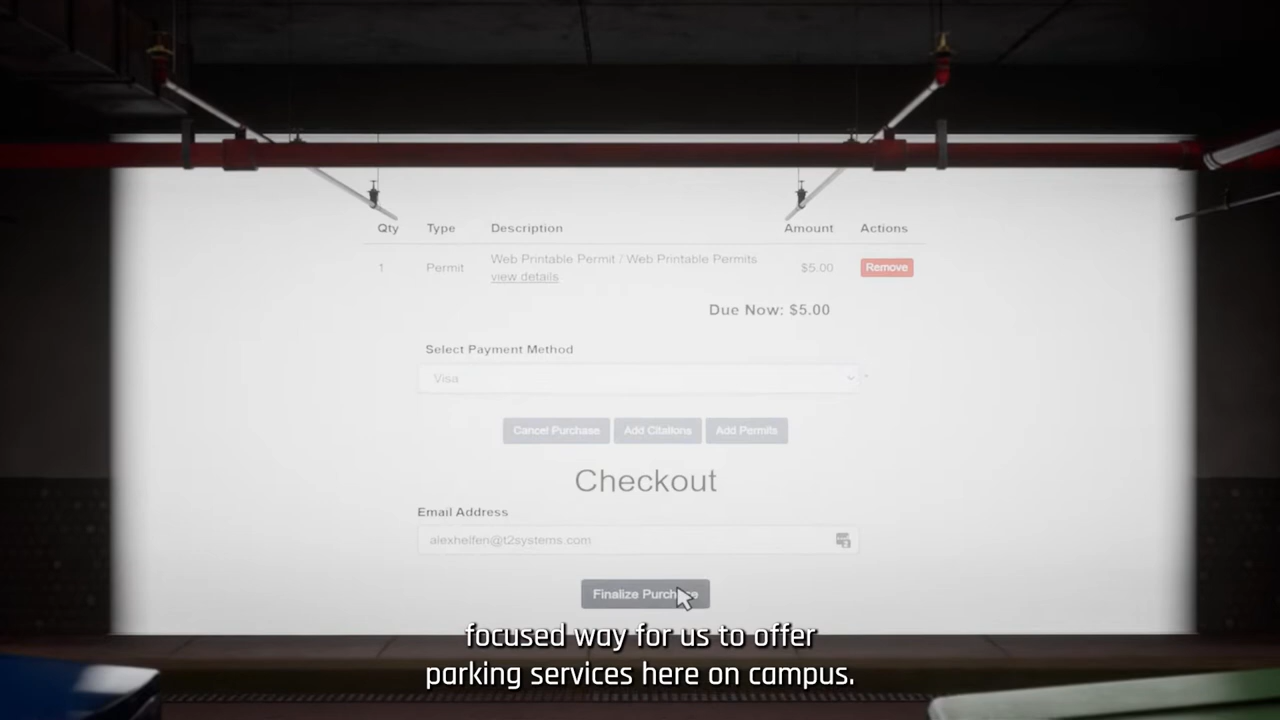 Qty Type Description Amount Actions
1 Permit Web Printable Permit / Web Printable Permits $5.00 Remove
view details
Due Now: $5.00
Select Payment Method
Visa
Cancel Purchase Add Citations Add Permits
Checkout
Email Address
alexhelfen@t2systems.com
Finalize Purchase
focused way for us to offer
parking services here on campus.